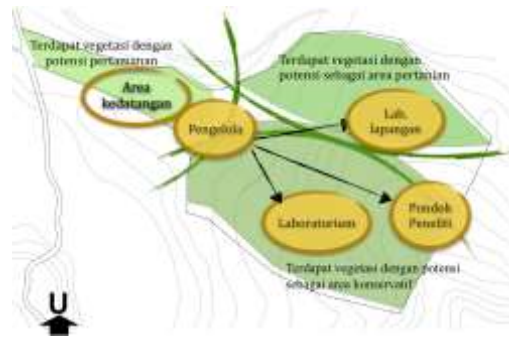 Terdapat vegetasi dengan
potensi pertamanan
Terdapat vegetasi dengan
potensi sebagai area pertanian
Area
kedatangan
Pengelola
Lab.
lapangan
Laboratorium
Pondok
Peneliti
Terdapat vegetasi dengan potensi
sebagai area konservatif
U